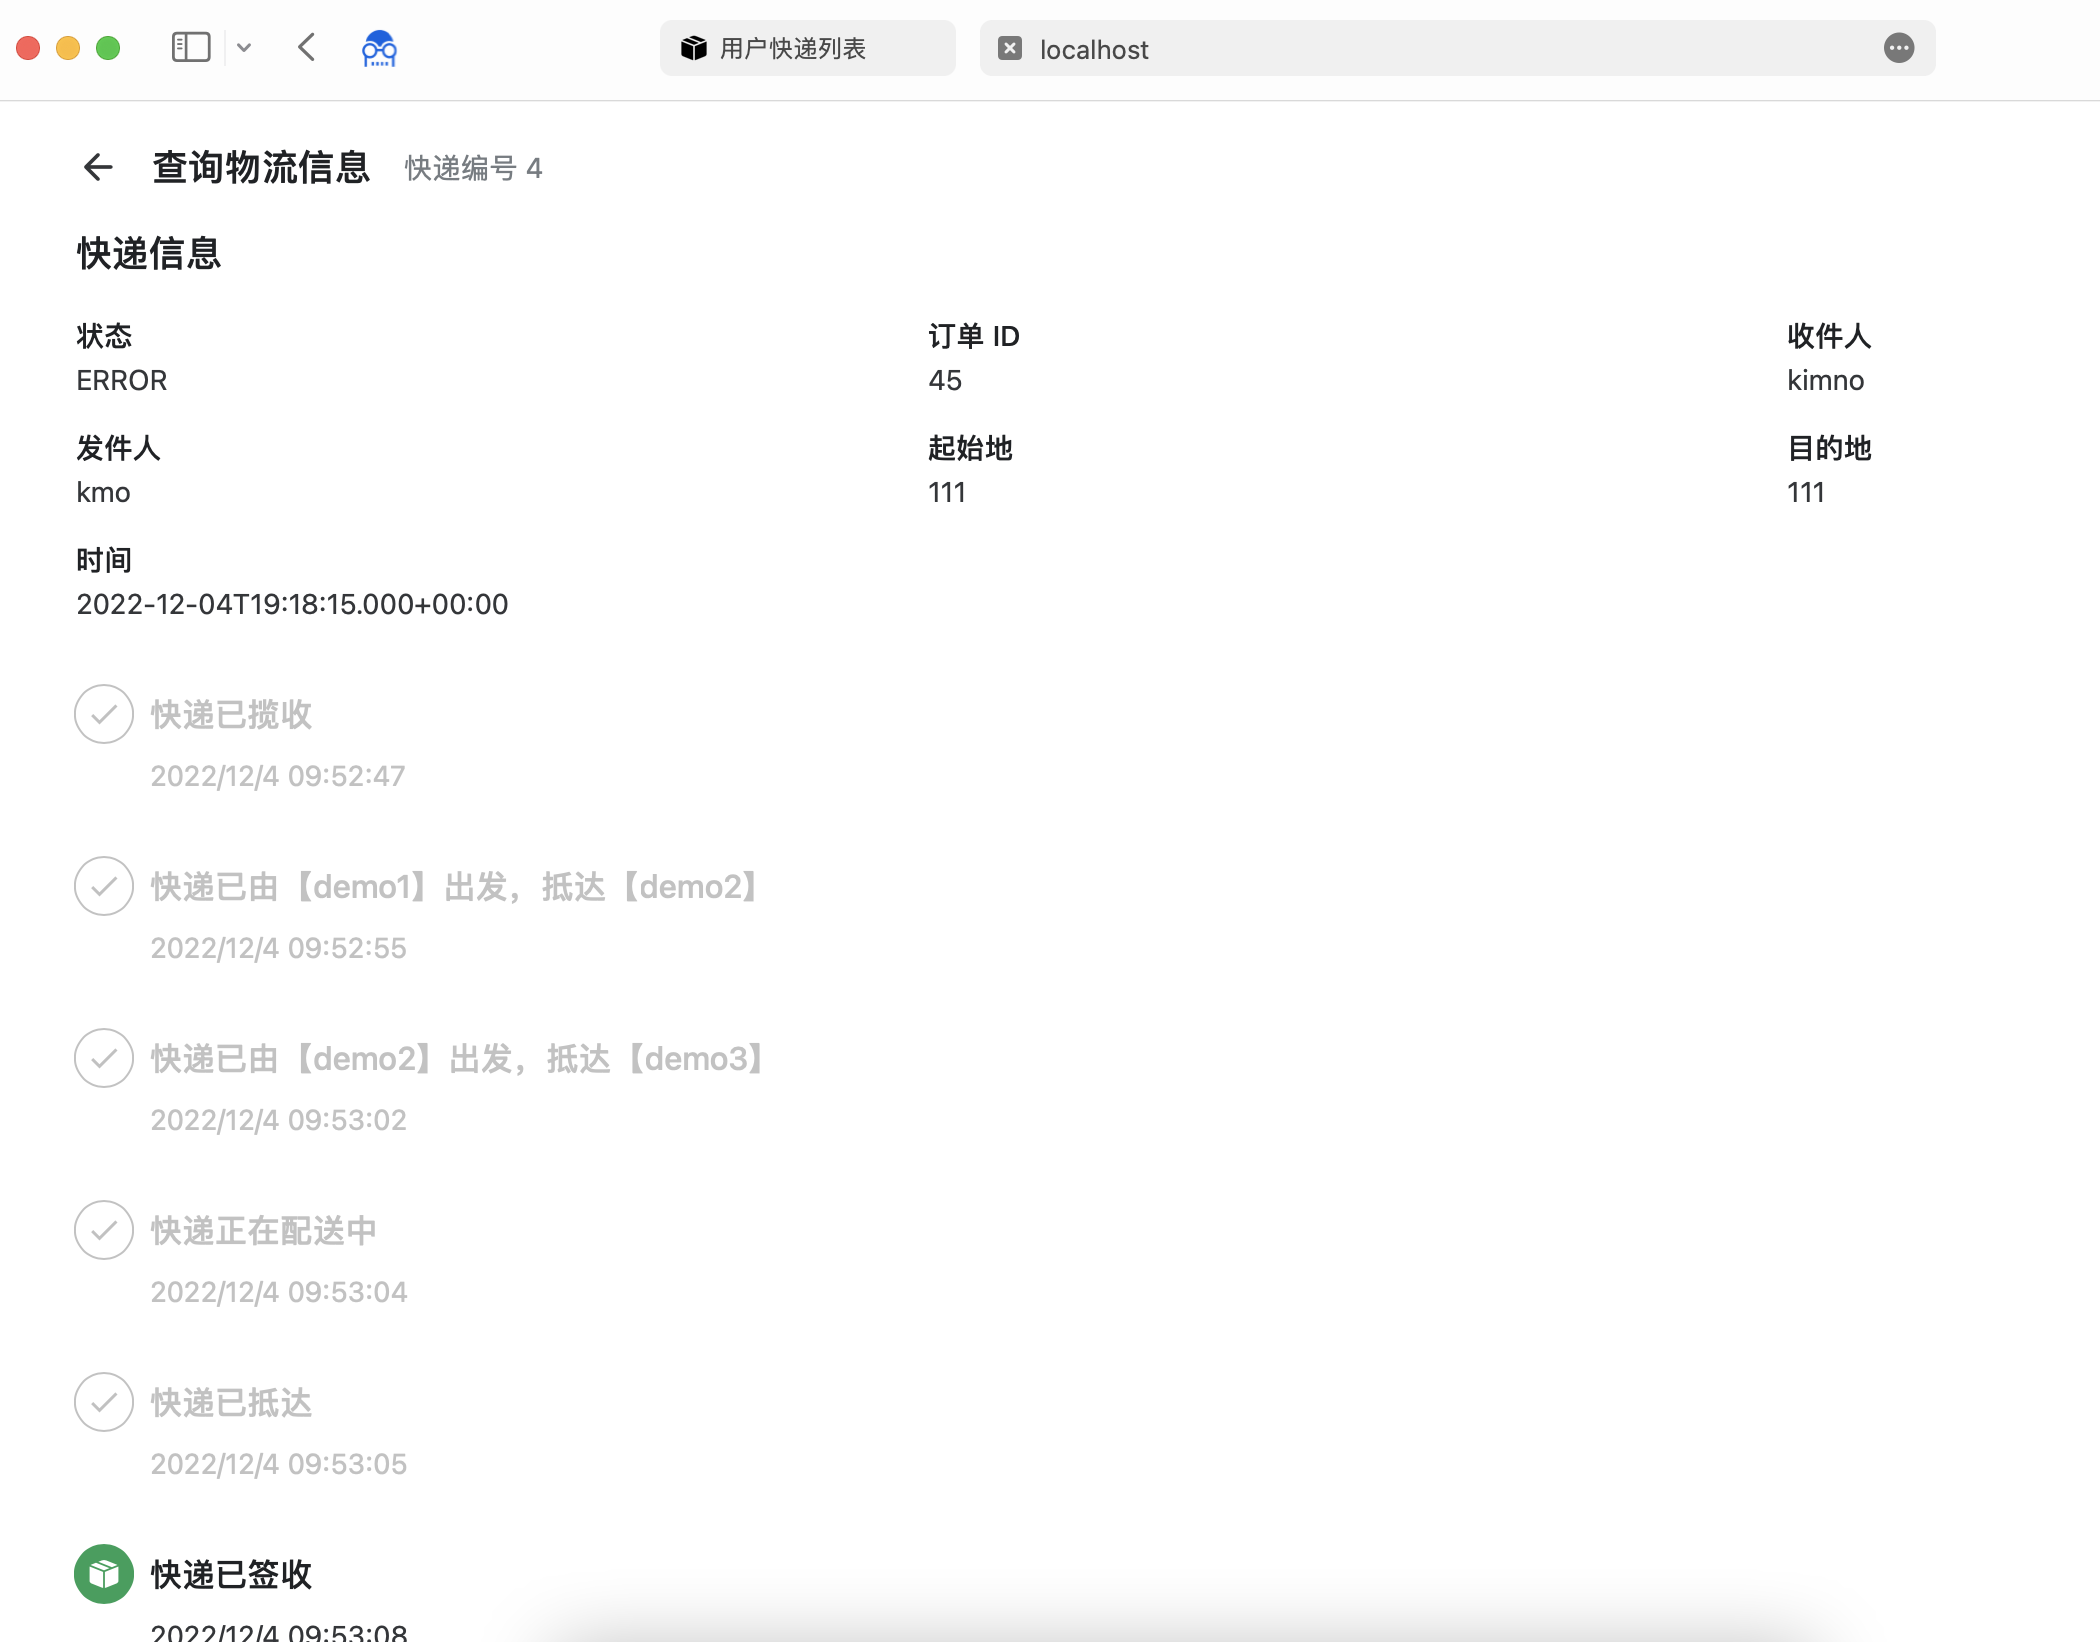 用户快递列表
localhost
查询物流信息 快递编号 4
快递信息
状态 订单 ID 收件人
ERROR 45 kimno
发件人 起始地 目的地
kmo 111 111
时间
2022-12-04T19:18:15.000+00:00
快递已揽收
2022/12/4 09:52:47
快递已由【demo1】出发，抵达【demo2】
2022/12/4 09:52:55
快递已由【demo2】出发，抵达【demo3】
2022/12/4 09:53:02
快递正在配送中
2022/12/4 09:53:04
快递已抵达
2022/12/4 09:53:05
快递已签收
2022/12/4 09:53:08